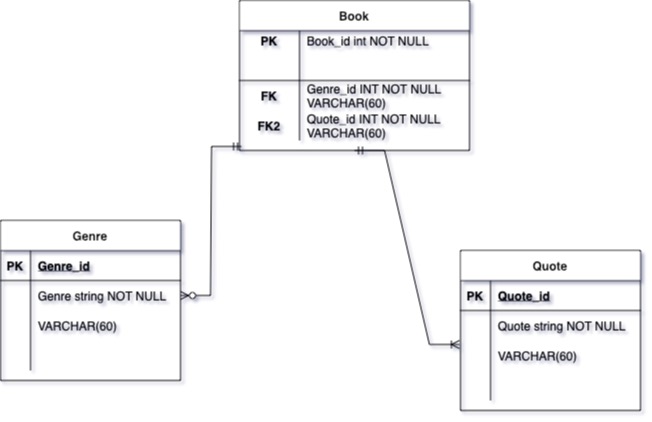 Book
PK Book_id int NOT NULL
FK Genre_id INT NOT NULL
VARCHAR(60)
FK2 Quote_id INT NOT NULL
VARCHAR(60)
Genre
PK Genre_id
Genre string NOT NULL
VARCHAR(60)
Quote
PK Quote_id
Quote string NOT NULL
VARCHAR(60)